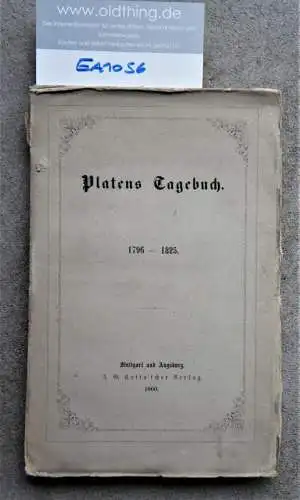 www.oldthing.de
EA1056
Platens Tagebuch.
1796 — 1825.
Stuttgart und Augsburg.
J. G. Cotta'scher Verlag.
1860.